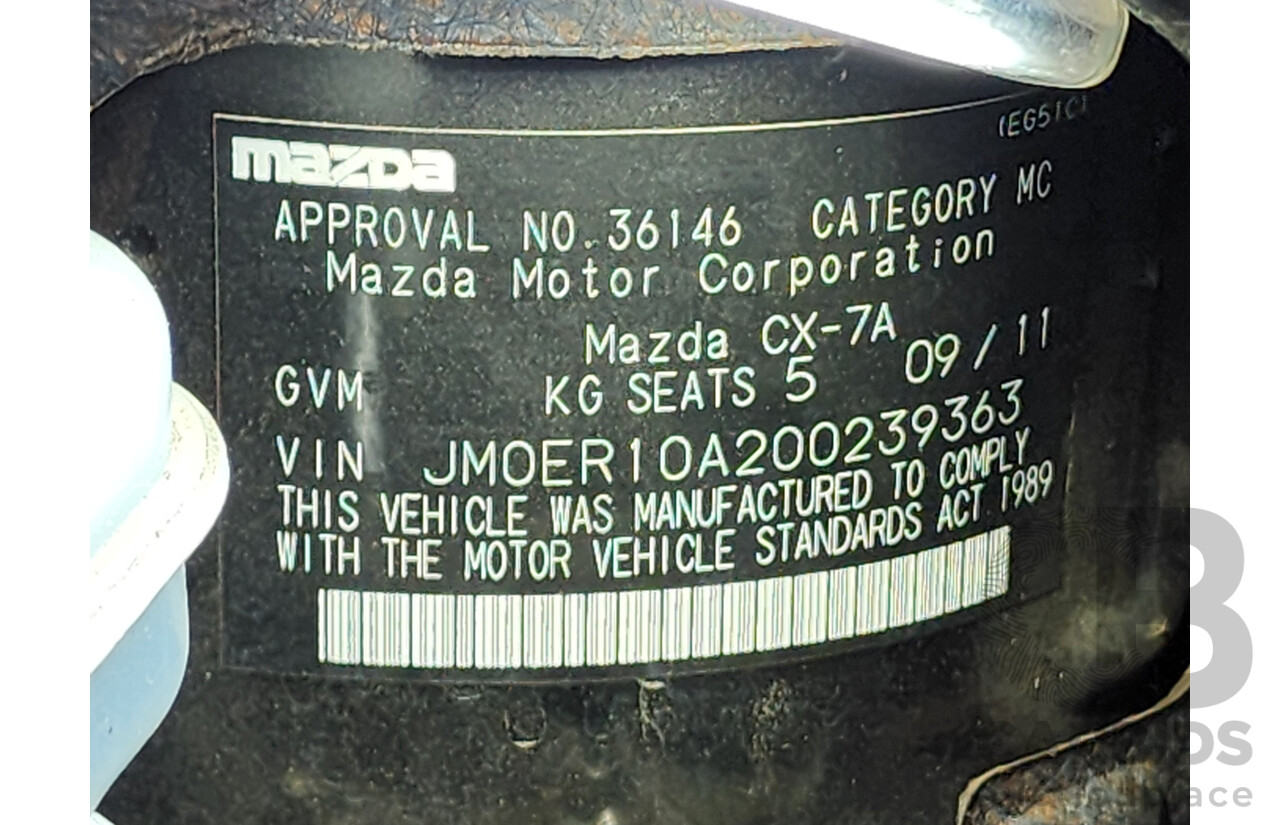 (EG51C)
mazda
APPROVAL NO. 36146 CATEGORY MC
Mazda Motor Corporation
Mazda CX-7A
GVM KG SEATS 5 09/11
VIN JM0ER10A200239363
THIS VEHICLE WAS MANUFACTURED TO COMPLY
WITH THE MOTOR VEHICLE STANDARDS ACT 1989